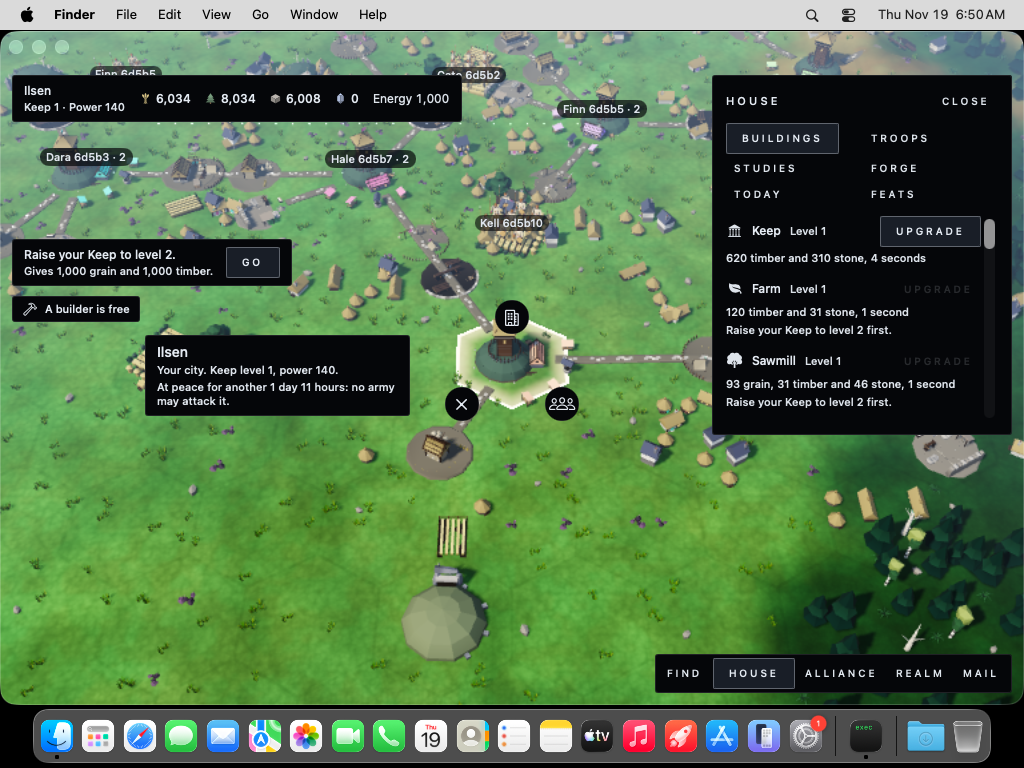 Finder File Edit View Go Window Help Thu Nov 19 6:50 AM
Finn 6d5b5
6d5b2
Ilsen
Keep 1 · Power 140
6,034 8,034 6,008 0 Energy 1,000
HOUSE CLOSE
Finn 6d5b5 · 2
BUILDINGS TROOPS
Dara 6d5b3 · 2
Hale 6d5b7 · 2
STUDIES FORGE
TODAY FEATS
Kell 6d5b10
Keep Level 1 UPGRADE
620 timber and 310 stone, 4 seconds
Raise your Keep to level 2.
Gives 1,000 grain and 1,000 timber.
GO
Farm Level 1 UPGRADE
120 timber and 31 stone, 1 second
Raise your Keep to level 2 first.
A builder is free
Ilsen
Your city. Keep level 1, power 140.
At peace for another 1 day 11 hours: no army
may attack it.
Sawmill Level 1 UPGRADE
93 grain, 31 timber and 46 stone, 1 second
Raise your Keep to level 2 first.
FIND HOUSE ALLIANCE REALM MAIL
Thu
19
tv
1
exec